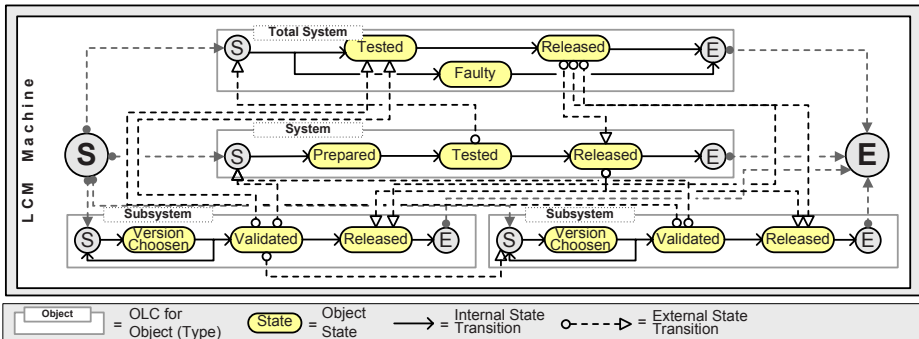 LCM Machine
Total System
S
Tested
Released
E
Faulty
System
S
S
Prepared
Tested
Released
E
E
Subsystem
S
Version
Choosen
Validated
Released
E
Subsystem
S
Version
Choosen
Validated
Released
E
Object
= OLC for
Object (Type)
State
= Object
State
= Internal State
Transition
= External State
Transition